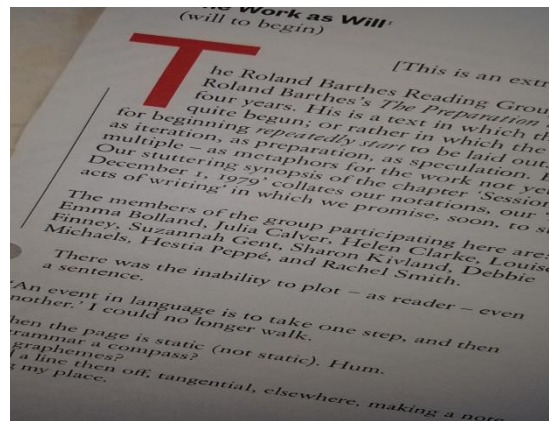 Work as Will
(will to begin)
[This is an extr
The Roland Barthes Reading Grou
Roland Barthes's The Preparation
four years. His is a text in which th
quite begun; or rather in which the
for beginning repeatedly start to be laid out
as iteration, as preparation, as speculation.
multiple – as metaphors for the work not ye
Our stuttering synopsis of the chapter 'Session
December 1, 1979' collates our notations, our '
acts of writing' in which we promise, soon, to s
The members of the group participating here are:
Emma Bolland, Julia Calver, Helen Clarke, Louise
Finney, Suzannah Gent, Sharon Kivland, Debbie
Michaels, Hestia Peppé, and Rachel Smith.
There was the inability to plot – as reader – even
a sentence.
'An event in language is to take one step, and then
nother.' I could no longer walk.
hen the page is static (not static). Hum.
rammar a compass?
graphemes?
a line then off, tangential, elsewhere, making a note
my place.